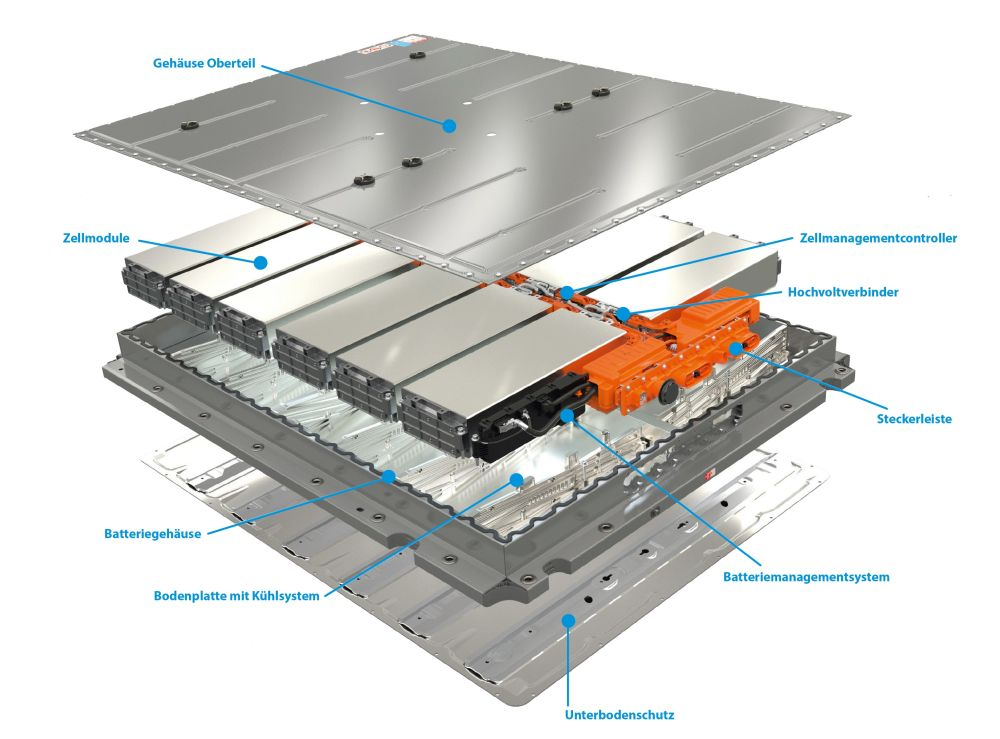 Gehäuse Oberteil
Zellmodule
Zellmanagementcontroller
Hochvoltverbinder
Steckerleiste
Batteriegehäuse
Batteriemanagementsystem
Bodenplatte mit Kühlsystem
Unterbodenschutz